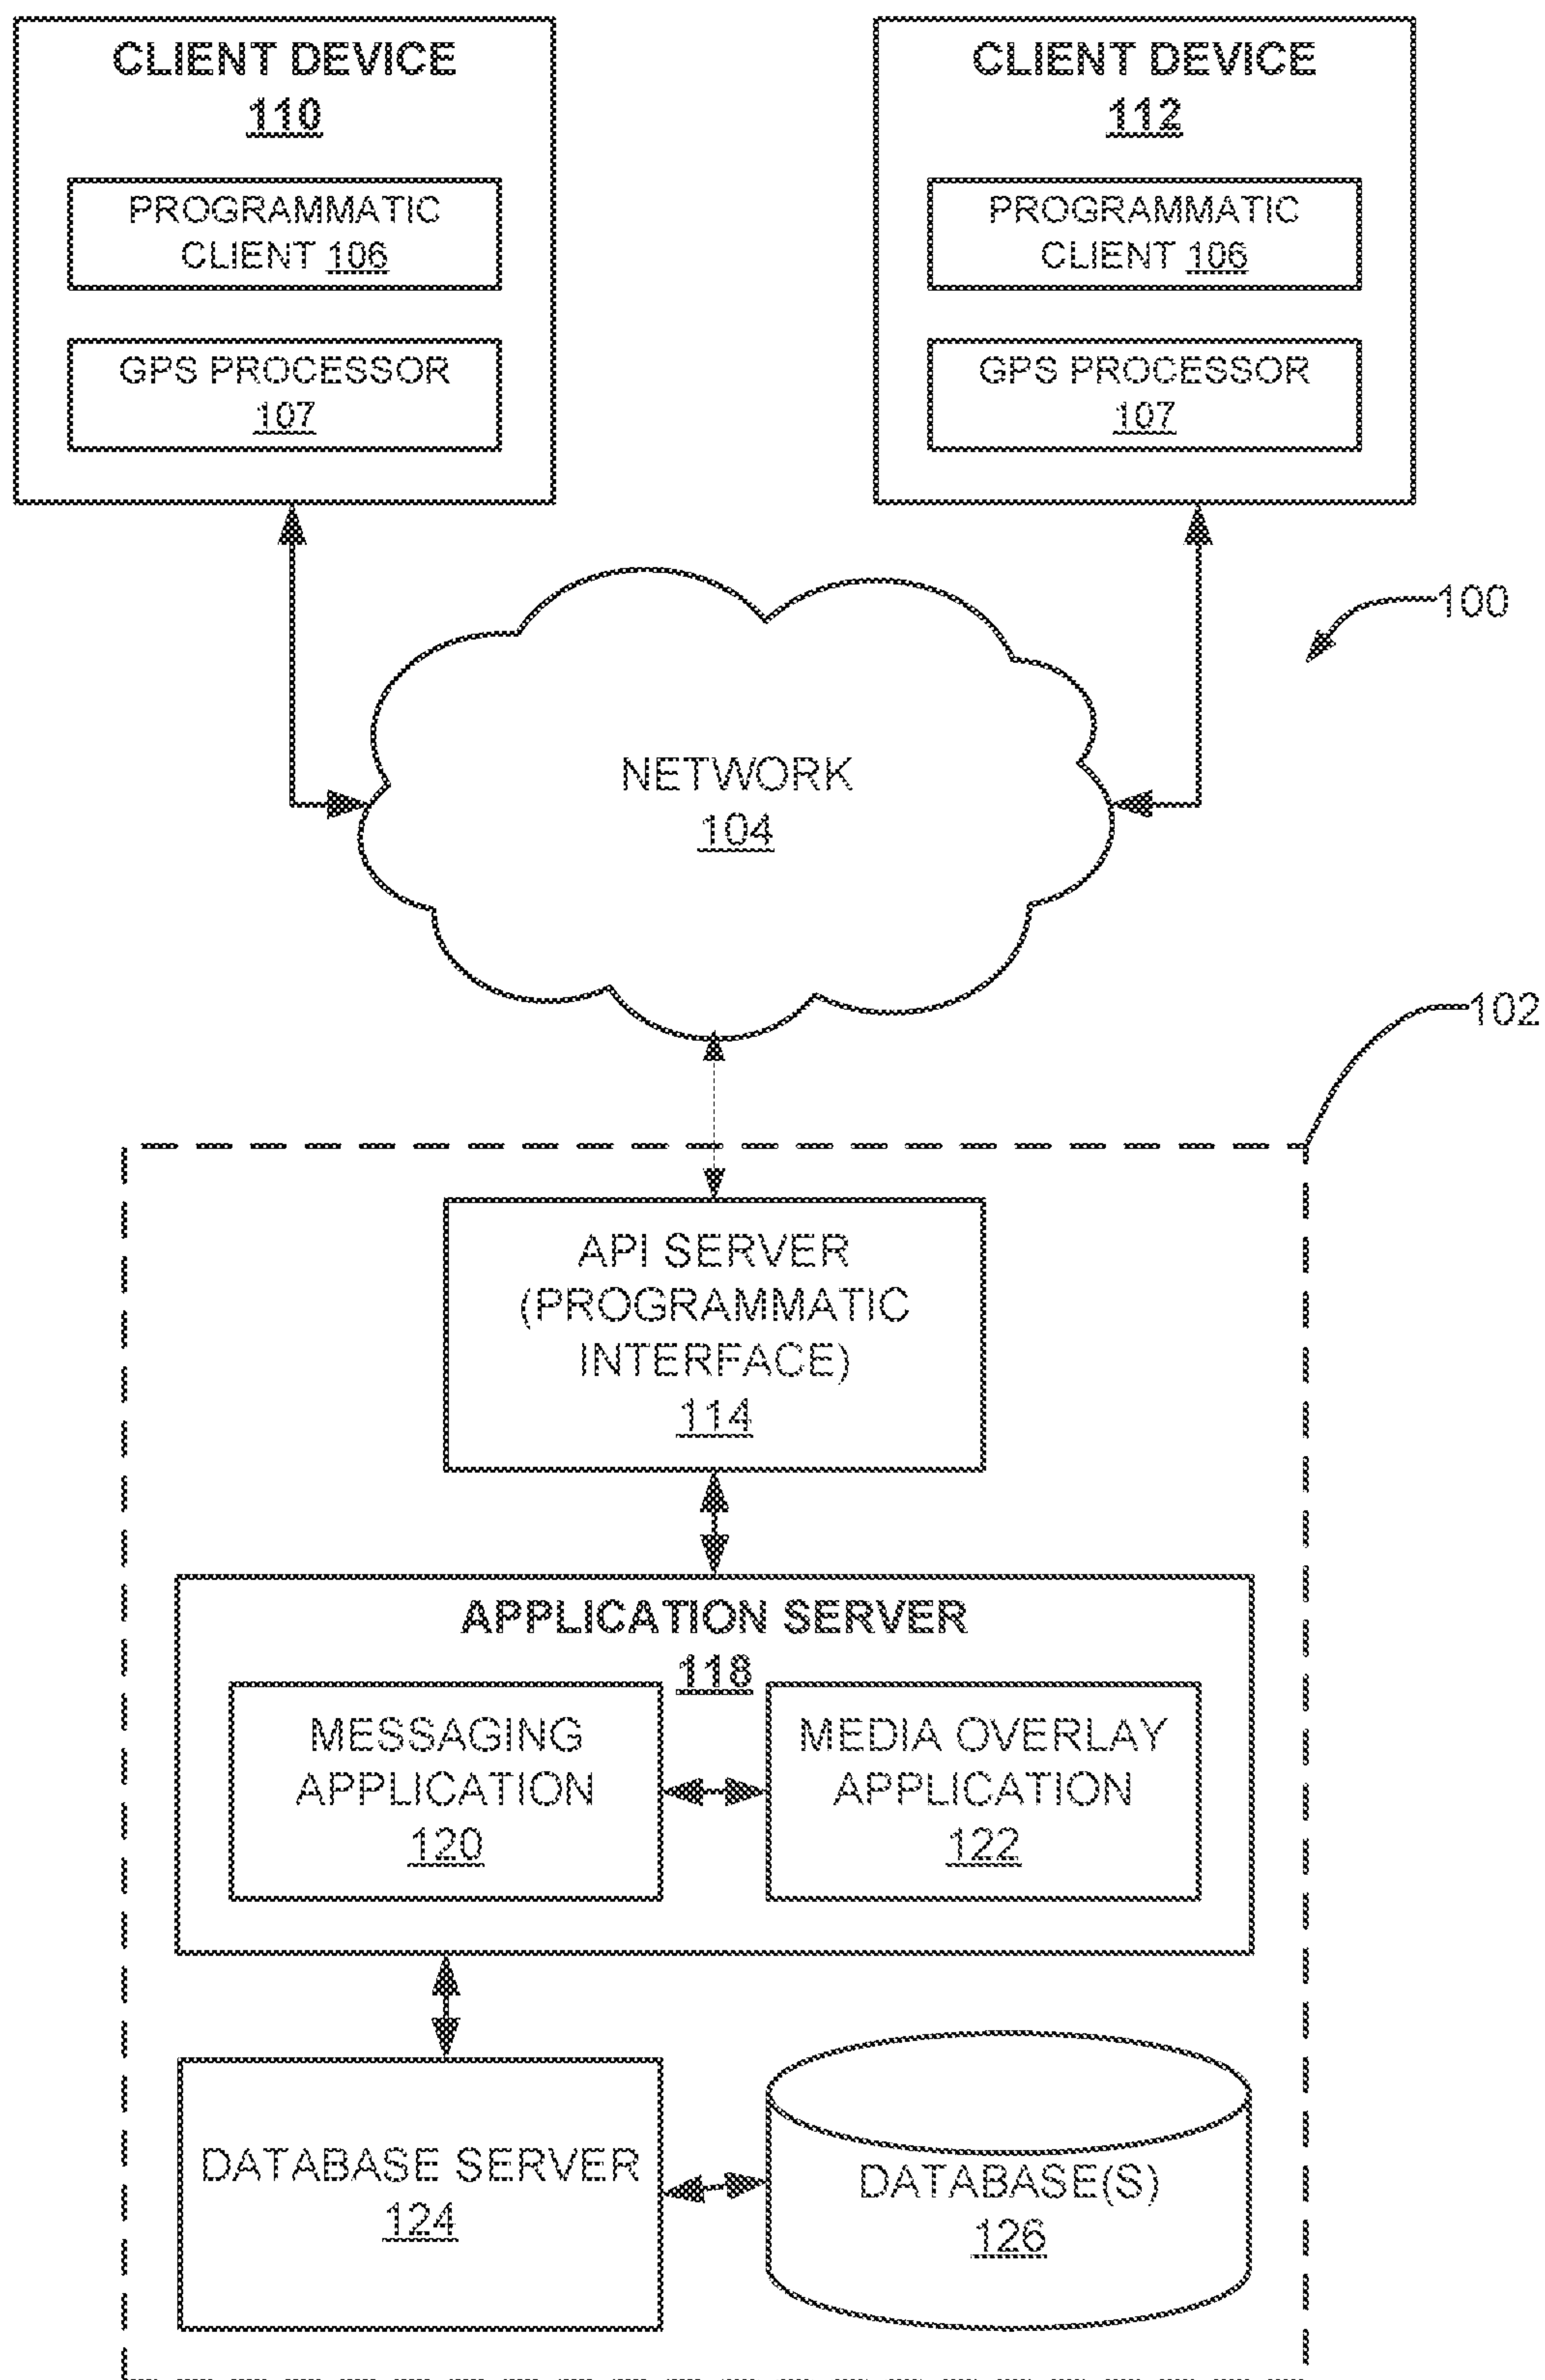 CLIENT DEVICE
110
PROGRAMMATIC
CLIENT 106
GPS PROCESSOR
107
CLIENT DEVICE
112
PROGRAMMATIC
CLIENT 106
GPS PROCESSOR
107
100
NETWORK
104
102
API SERVER
(PROGRAMMATIC
INTERFACE)
114
APPLICATION SERVER
118
MESSAGING
APPLICATION
120
MEDIA OVERLAY
APPLICATION
122
DATABASE SERVER
124
DATABASE(S)
126